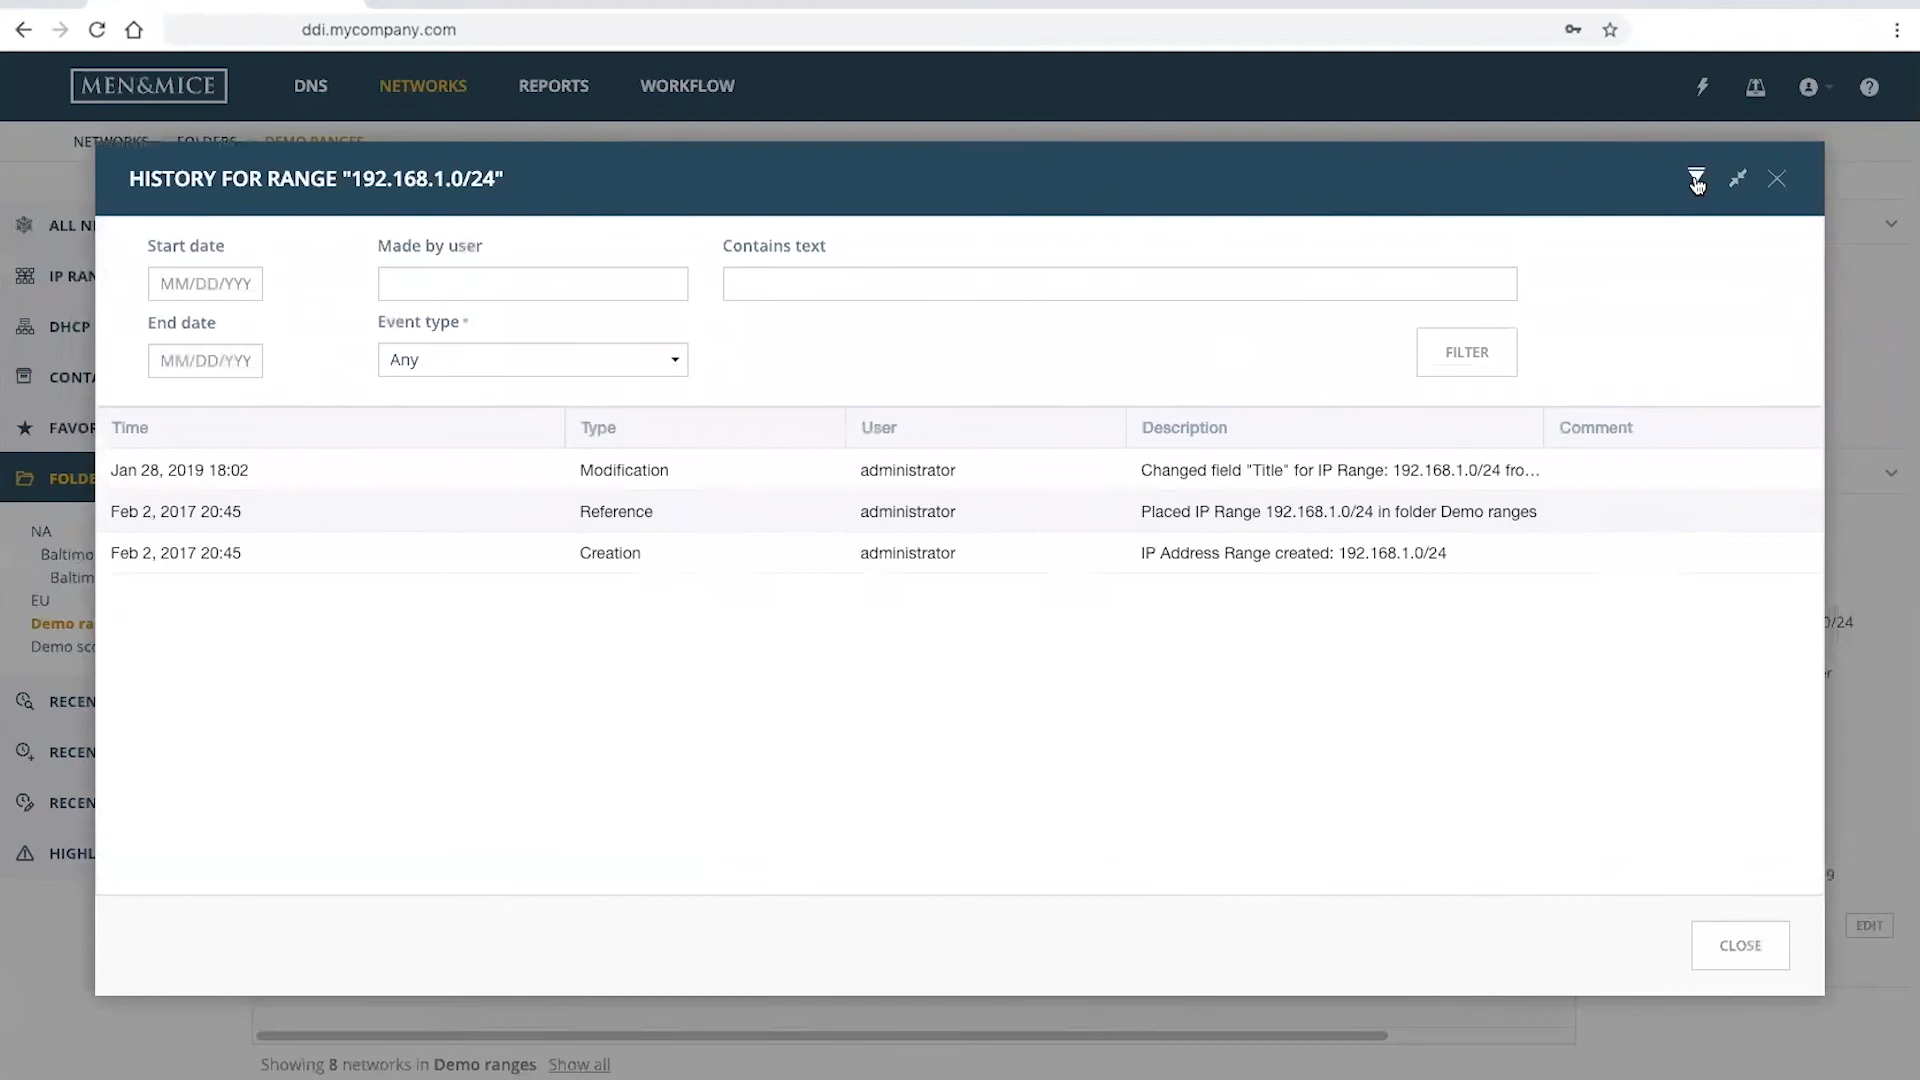 ddi.mycompany.com
MEN&MICE DNS NETWORKS REPORTS WORKFLOW
NETWORKS FOLDERS DEMO RANGES
HISTORY FOR RANGE "192.168.1.0/24"
ALL N
IP RAN
DHCP
CONTA
FAVOR
FOLDE
NA
Baltimo
Baltim
EU
Demo ra
Demo sc
RECEN
RECEN
RECEN
HIGHL
Start date Made by user Contains text
MM/DD/YYY
End date Event type *
MM/DD/YYY Any FILTER
Time Type User Description Comment
Jan 28, 2019 18:02 Modification administrator Changed field "Title" for IP Range: 192.168.1.0/24 fro...
Feb 2, 2017 20:45 Reference administrator Placed IP Range 192.168.1.0/24 in folder Demo ranges
Feb 2, 2017 20:45 Creation administrator IP Address Range created: 192.168.1.0/24
0/24
r
9
EDIT
CLOSE
Showing 8 networks in Demo ranges Show all